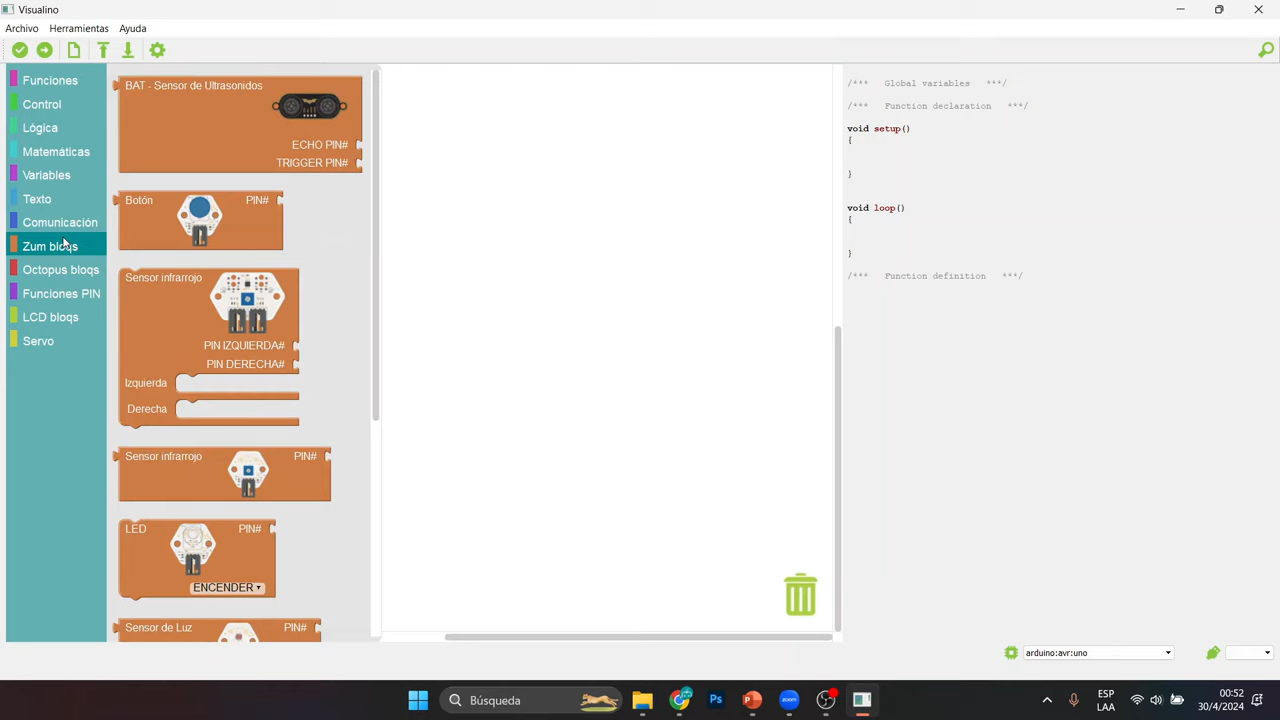 Visualino
Archivo Herramientas Ayuda
Funciones
Control
Lógica
Matemáticas
Variables
Texto
Comunicación
Zum bloqs
Octopus bloqs
Funciones PIN
LCD bloqs
Servo
BAT - Sensor de Ultrasonidos
ECHO PIN#
TRIGGER PIN#
Botón PIN#
Sensor infrarrojo
PIN IZQUIERDA#
PIN DERECHA#
Izquierda
Derecha
Sensor infrarrojo PIN#
LED PIN#
ENCENDER
Sensor de Luz PIN#
/*** Global variables ***/
/*** Function declaration ***/
void setup()
{
}
void loop()
{
}
/*** Function definition ***/
arduino:avr:uno
Búsqueda
Ps
P
zoom
ESP
LAA
00:52
30/4/2024